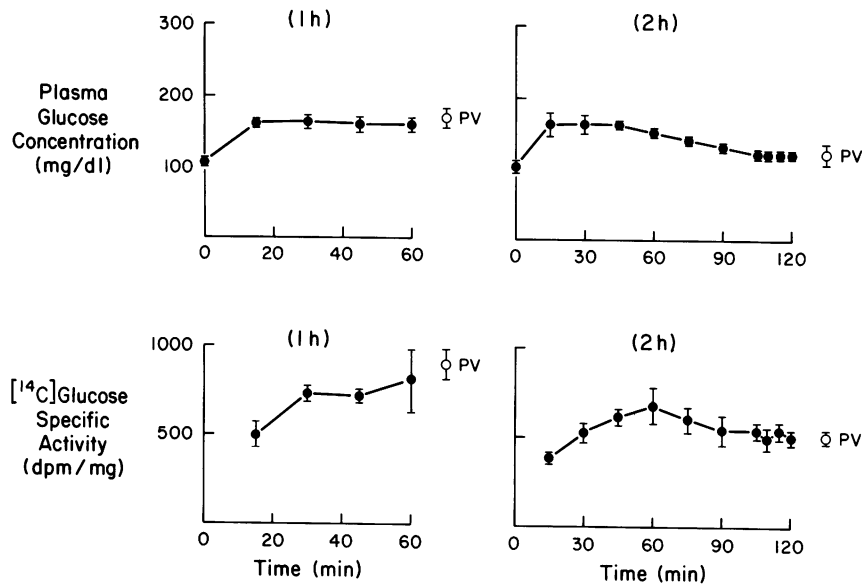 (1h)
(2h)
300
200
100
0
Plasma
Glucose
Concentration
(mg/dl)
PV
PV
0 20 40 60
0 30 60 90 120
(1h)
(2h)
1000
500
0
[¹⁴C]Glucose
Specific
Activity
(dpm/mg)
PV
PV
0 20 40 60
0 30 60 90 120
Time (min)
Time (min)